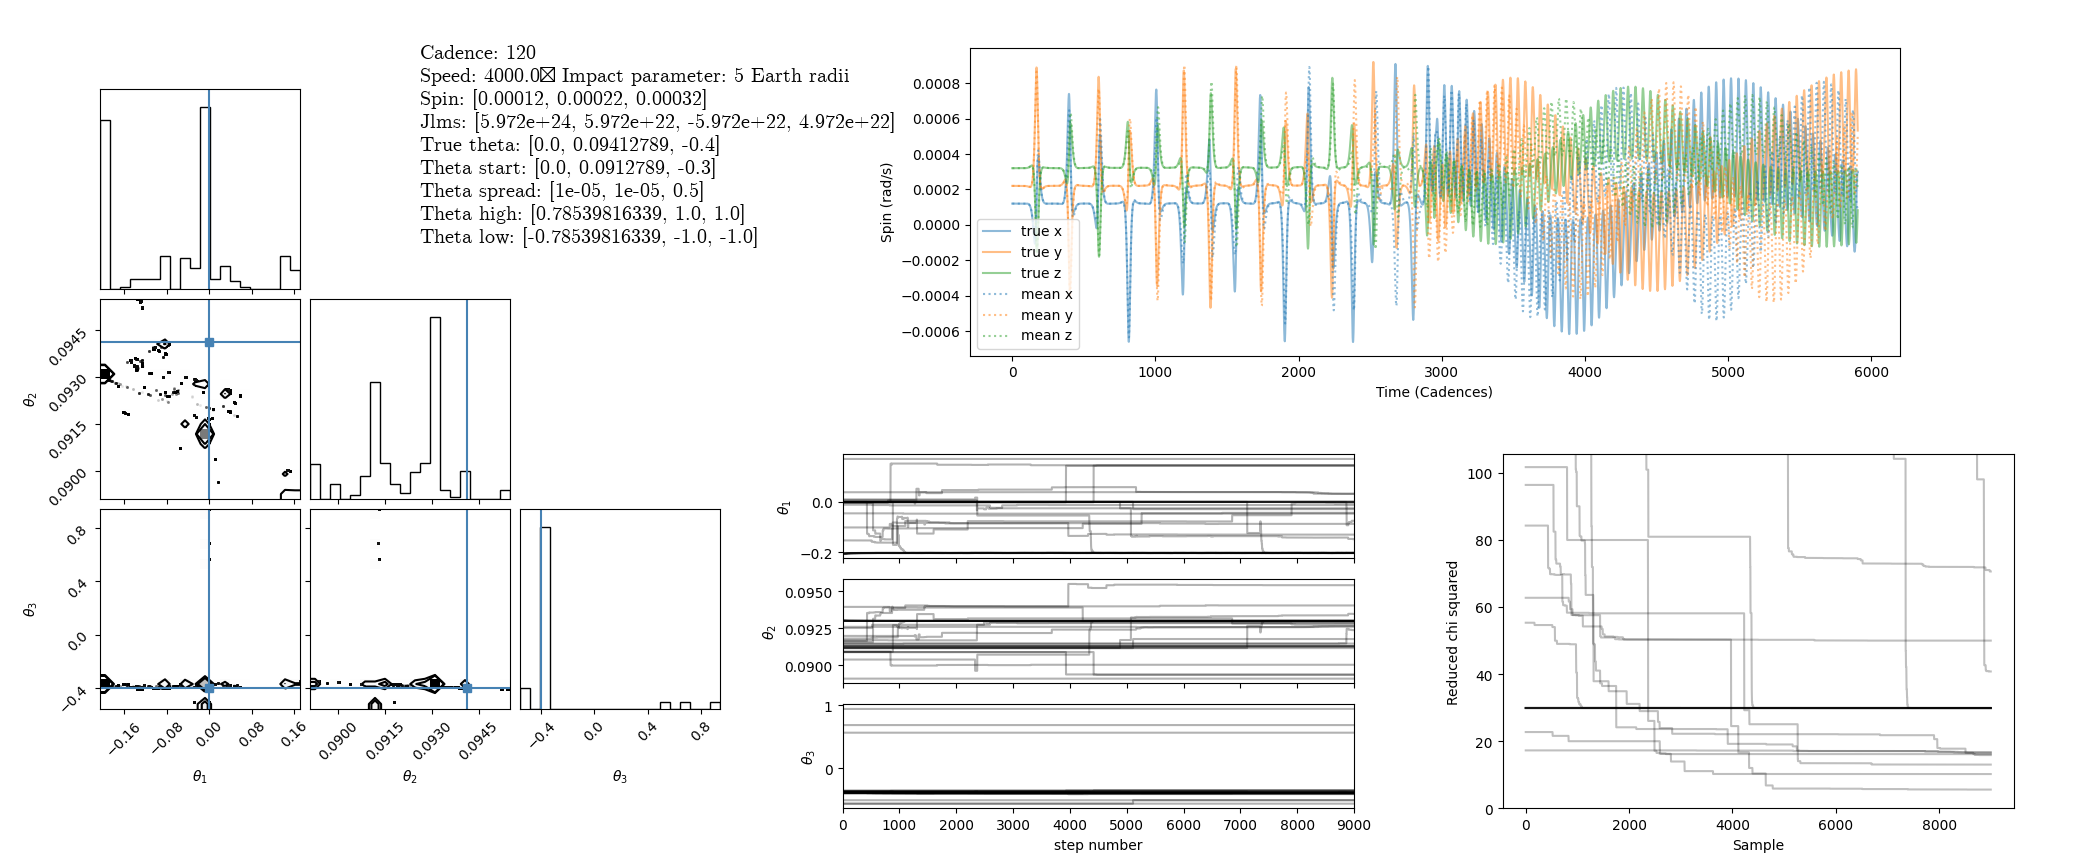 Cadence: 120
Speed: 4000.0 Impact parameter: 5 Earth radii
Spin: [0.00012, 0.00022, 0.00032]
Jlms: [5.972e+24, 5.972e+22, -5.972e+22, 4.972e+22]
True theta: [0.0, 0.09412789, -0.4]
Theta start: [0.0, 0.0912789, -0.3]
Theta spread: [1e-05, 1e-05, 0.5]
Theta high: [0.78539816339, 1.0, 1.0]
Theta low: [-0.78539816339, -1.0, -1.0]
0.0945
0.0930
0.0915
0.0900
θ2
0.8
0.4
0.0
−0.4
θ3
−0.16 −0.08 0.00 0.08 0.16
θ1
0.0900 0.0915 0.0930 0.0945
θ2
−0.4 0.0 0.4 0.8
θ3
0.0008
0.0006
0.0004
0.0002
0.0000
−0.0002
−0.0004
−0.0006
Spin (rad/s)
true x
true y
true z
mean x
mean y
mean z
0 1000 2000 3000 4000 5000 6000
Time (Cadences)
0.0
−0.2
θ1
0.0950
0.0925
0.0900
θ2
1
0
θ3
0 1000 2000 3000 4000 5000 6000 7000 8000 9000
step number
100
80
60
40
20
0
Reduced chi squared
0 2000 4000 6000 8000
Sample